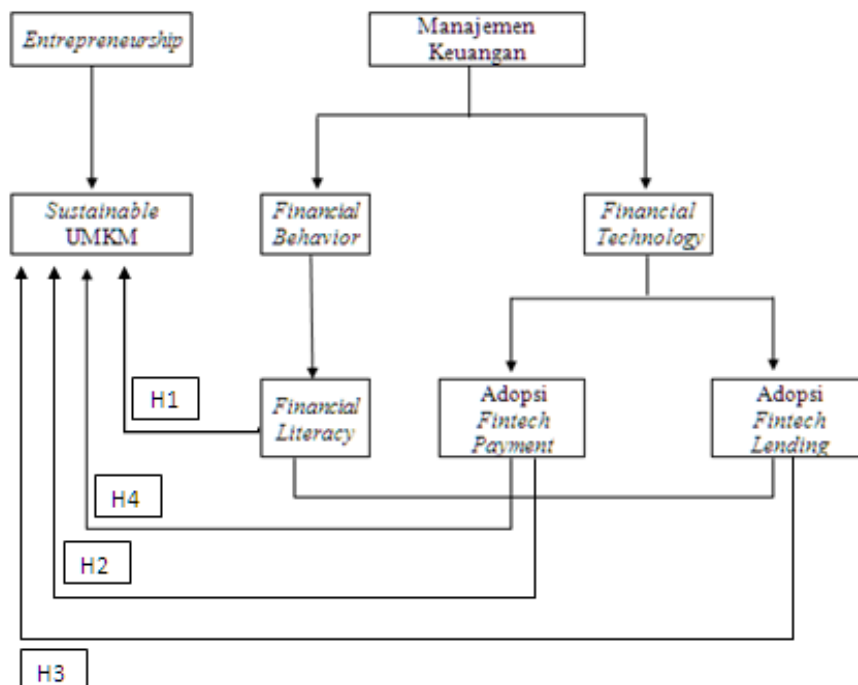 Entrepreneurship
Manajemen
Keuangan
Sustainable
UMKM
Financial
Behavior
Financial
Technology
H1
Financial
Literacy
Adopsi
Fintech
Payment
Adopsi
Fintech
Lending
H4
H2
H3